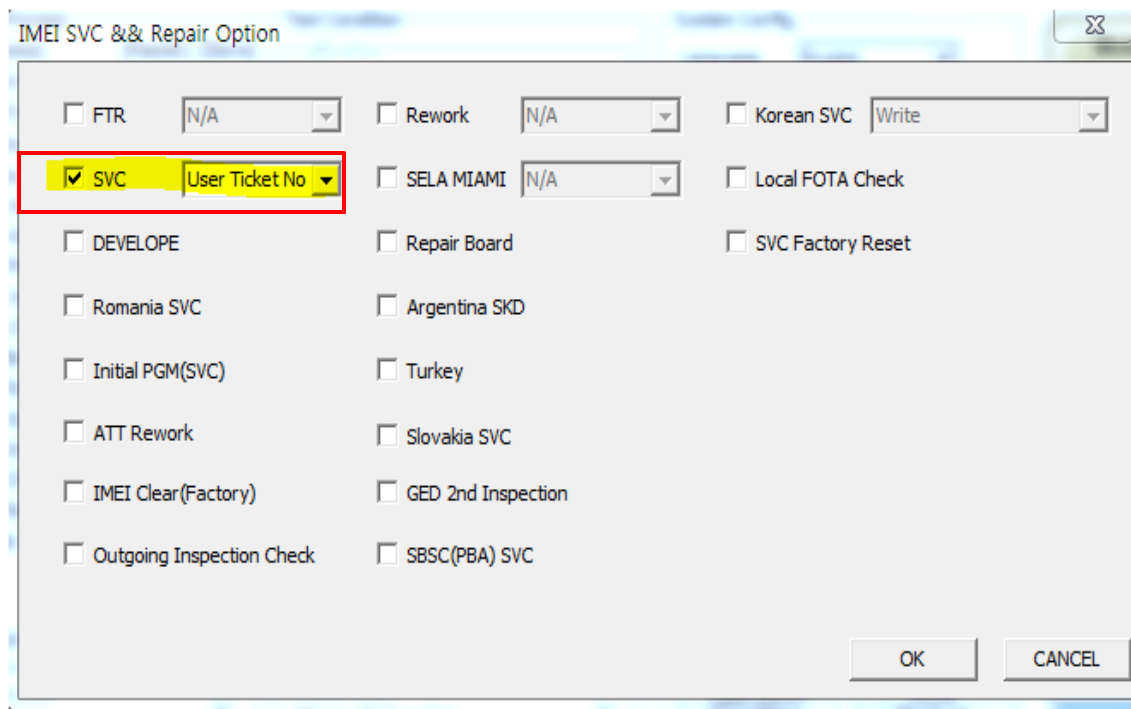 IMEI SVC && Repair Option
FTR N/A Rework N/A Korean SVC Write
SVC User Ticket No SELA MIAMI N/A Local FOTA Check
DEVELOPE Repair Board SVC Factory Reset
Romania SVC Argentina SKD
Initial PGM(SVC) Turkey
ATT Rework Slovakia SVC
IMEI Clear(Factory) GED 2nd Inspection
Outgoing Inspection Check SBSC(PBA) SVC
OK CANCEL